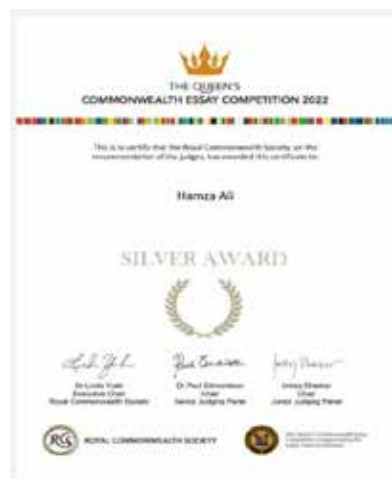 THE QUEEN'S
COMMONWEALTH ESSAY COMPETITION 2022
This is to certify that the Royal Commonwealth Society, on the
recommendation of the judges, has awarded this certificate to:
Hamza Ali
SILVER AWARD
Dr Linda Yueh
Executive Chair
Royal Commonwealth Society
Dr Paul Edmondson
Chair
Senior Judging Panel
Chair
Junior Judging Panel
RCS
ROYAL COMMONWEALTH SOCIETY